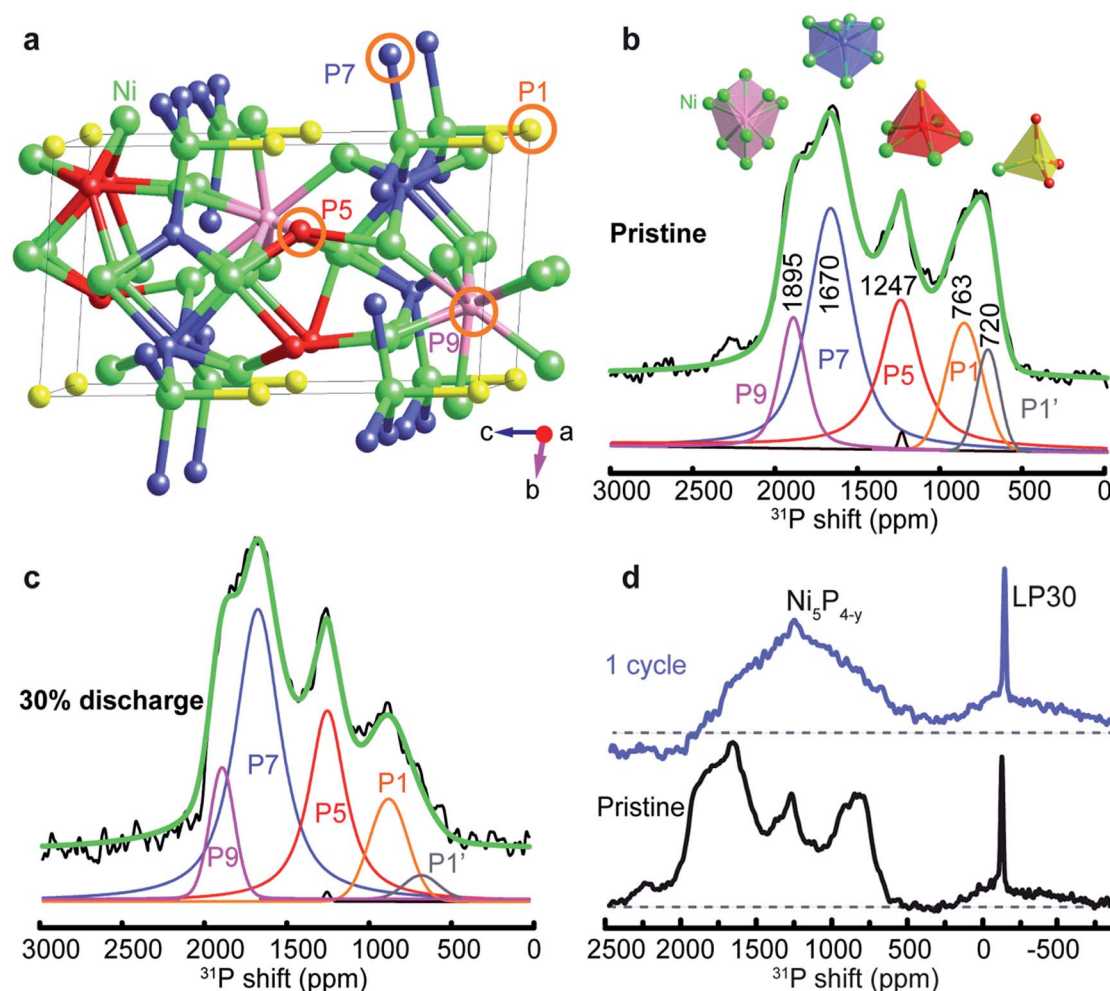 a
Ni
P7
P1
P5
P9
c
a
b
b
Ni
Pristine
1895
1670
1247
763
720
P9
P7
P5
P1
P1’
3000 2500 2000 1500 1000 500 0
³¹P shift (ppm)
c
30% discharge
P9
P7
P5
P1
P1’
3000 2500 2000 1500 1000 500 0
³¹P shift (ppm)
d
Ni₅P₄₋y
LP30
1 cycle
Pristine
2500 2000 1500 1000 500 0 -500
³¹P shift (ppm)